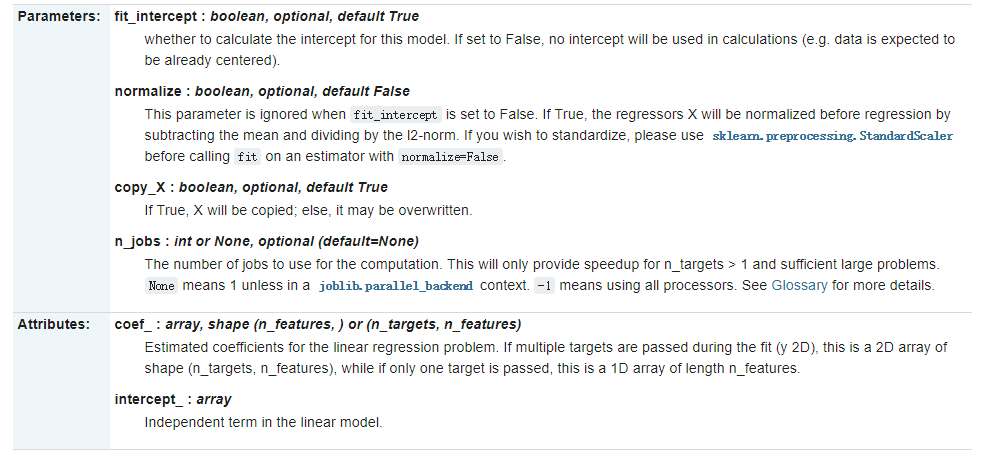 Parameters: fit_intercept : boolean, optional, default True
whether to calculate the intercept for this model. If set to False, no intercept will be used in calculations (e.g. data is expected to
be already centered).
normalize : boolean, optional, default False
This parameter is ignored when fit_intercept is set to False. If True, the regressors X will be normalized before regression by
subtracting the mean and dividing by the l2-norm. If you wish to standardize, please use sklearn.preprocessing.StandardScaler
before calling fit on an estimator with normalize=False.
copy_X : boolean, optional, default True
If True, X will be copied; else, it may be overwritten.
n_jobs : int or None, optional (default=None)
The number of jobs to use for the computation. This will only provide speedup for n_targets > 1 and sufficient large problems.
None means 1 unless in a joblib.parallel_backend context. -1 means using all processors. See Glossary for more details.
Attributes: coef_ : array, shape (n_features, ) or (n_targets, n_features)
Estimated coefficients for the linear regression problem. If multiple targets are passed during the fit (y 2D), this is a 2D array of
shape (n_targets, n_features), while if only one target is passed, this is a 1D array of length n_features.
intercept_ : array
Independent term in the linear model.